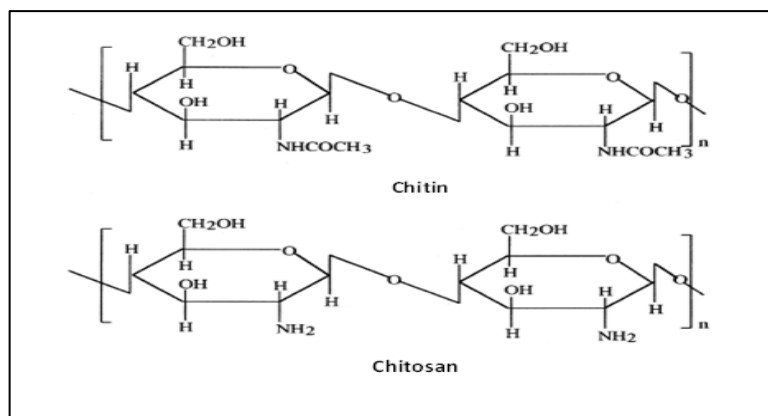 CH2OH CH2OH
H O H O
H H
OH H O OH H O
H H
H NHCOCH3 H NHCOCH3 n
Chitin
CH2OH CH2OH
H O H O
H H
OH H O OH H O
H H
H NH2 H NH2 n
Chitosan